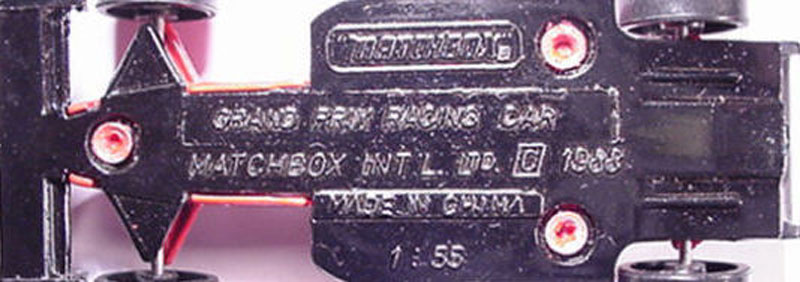 "MATCHBOX" ®
GRAND PRIX RACING CAR
MATCHBOX INT'L. LTD. © 1988
MADE IN CHINA
1:55